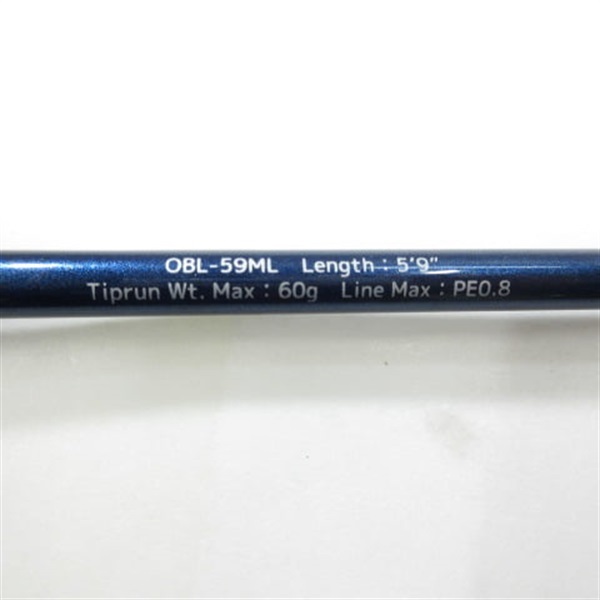 OBL-59ML Length : 5'9"
Tiprun Wt. Max : 60g Line Max : PE0.8